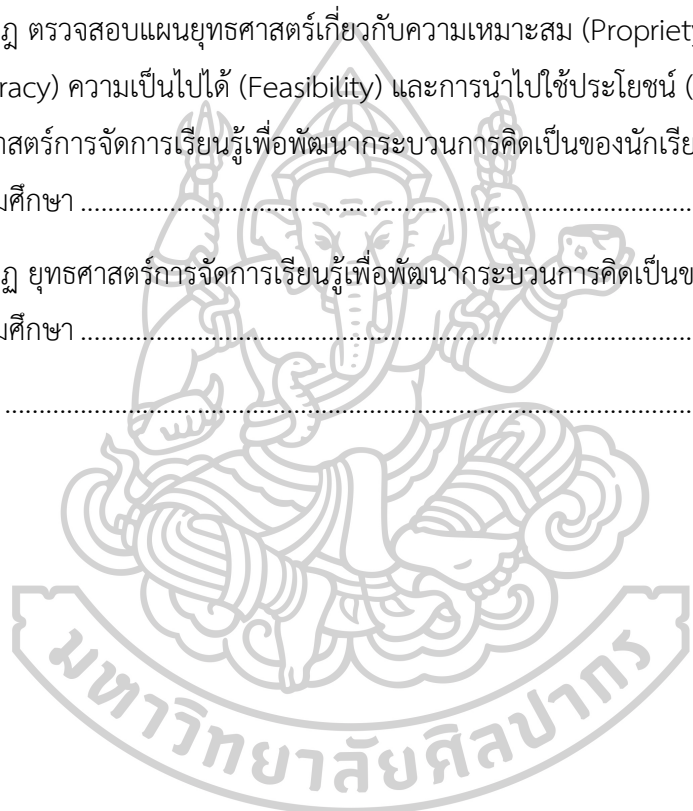 ฎ ตรวจสอบแผนยุทธศาสตร์เกี่ยวกับความเหมาะสม (Propriety
racy) ความเป็นไปได้ (Feasibility) และการนำไปใช้ประโยชน์ (
าสตร์การจัดการเรียนรู้เพื่อพัฒนากระบวนการคิดเป็นของนักเรีย
มศึกษา ................................................................................
ฏ ยุทธศาสตร์การจัดการเรียนรู้เพื่อพัฒนากระบวนการคิดเป็นข
มศึกษา ................................................................................
................................................................................
มหาวิทยาลัยศิลปากร